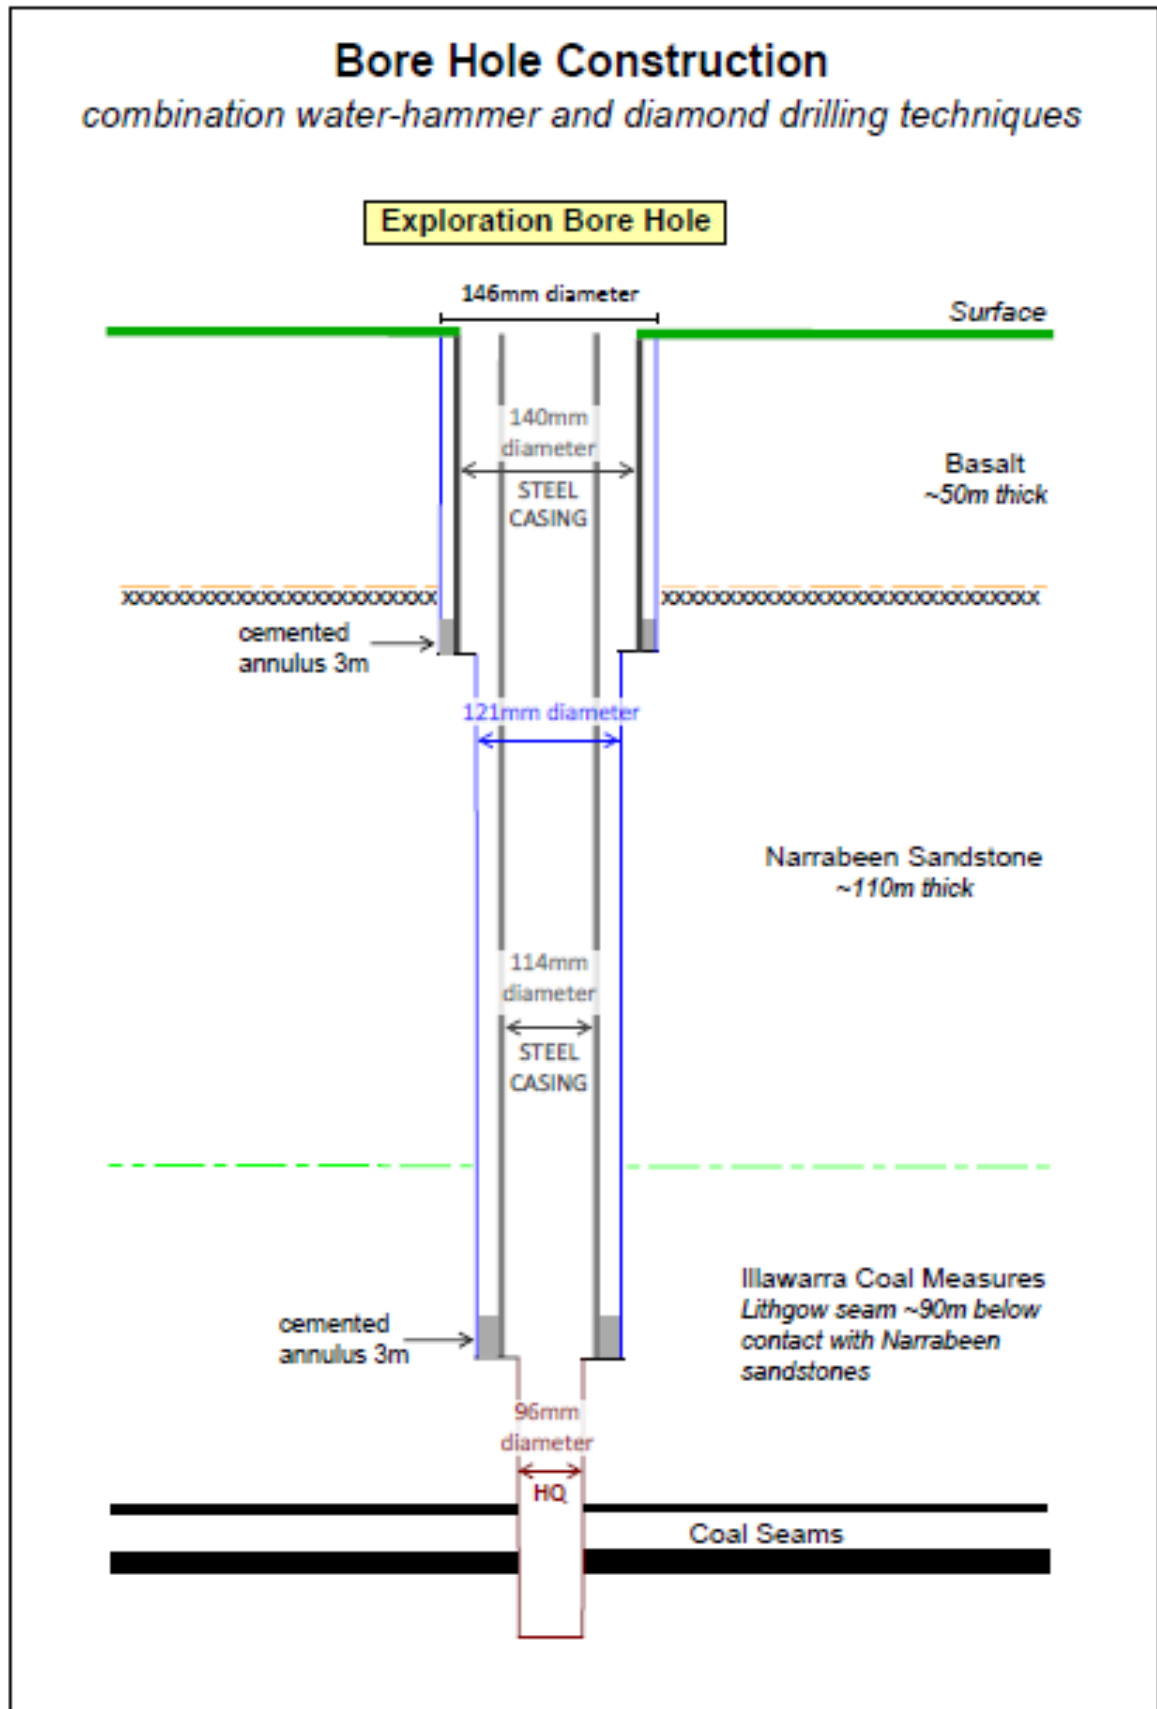 Bore Hole Construction
combination water-hammer and diamond drilling techniques
Exploration Bore Hole
146mm diameter
Surface
140mm
diameter
STEEL
CASING
Basalt
~50m thick
xxxxxxxxxxxxxxxxxxxxxxxxxxx xxxxxxxxxxxxxxxxxxxxxxxxxxxxxxxx
cemented
annulus 3m
121mm diameter
Narrabeen Sandstone
~110m thick
114mm
diameter
STEEL
CASING
Illawarra Coal Measures
Lithgow seam ~90m below
contact with Narrabeen
sandstones
cemented
annulus 3m
96mm
diameter
HQ
Coal Seams